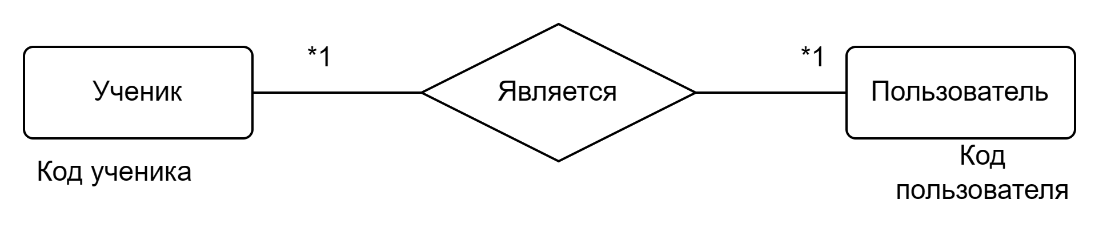 *1
*1
Ученик
Является
Пользователь
Код ученика
Код
пользователя